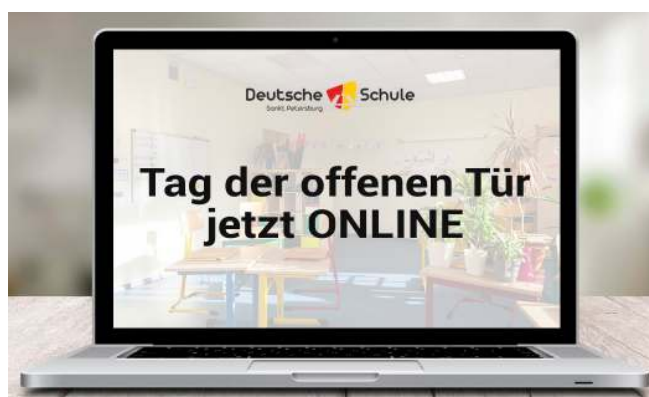 Deutsche Schule
Sankt Petersburg
Tag der offenen Tür
jetzt ONLINE